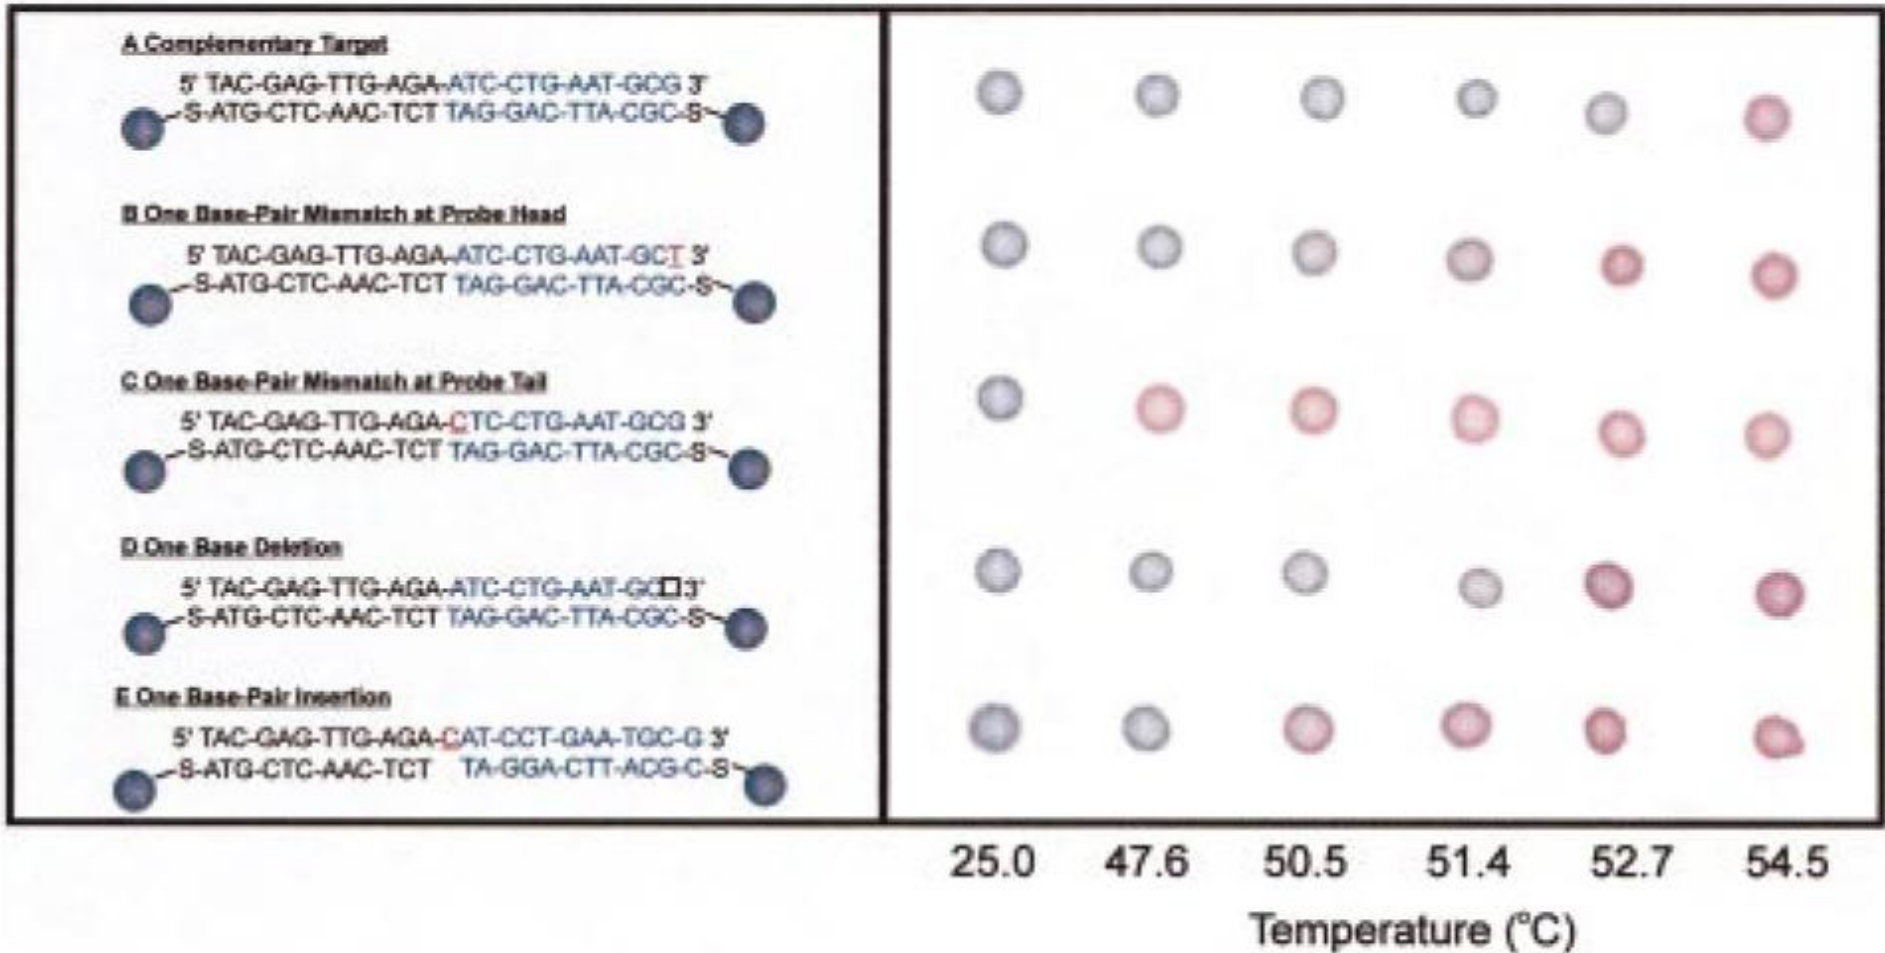 A Complementary Target
5' TAC-GAG-TTG-AGA-ATC-CTG-AAT-GCG 3'
S-ATG-CTC-AAC-TCT TAG-GAC-TTA-CGC-S
B One Base-Pair Mismatch at Probe Head
5' TAC-GAG-TTG-AGA-ATC-CTG-AAT-GCT 3'
S-ATG-CTC-AAC-TCT TAG-GAC-TTA-CGC-S
C One Base-Pair Mismatch at Probe Tail
5' TAC-GAG-TTG-AGA-CTC-CTG-AAT-GCG 3'
S-ATG-CTC-AAC-TCT TAG-GAC-TTA-CGC-S
D One Base Deletion
5' TAC-GAG-TTG-AGA-ATC-CTG-AAT-GC□3'
S-ATG-CTC-AAC-TCT TAG-GAC-TTA-CGC-S
E One Base-Pair Insertion
5' TAC-GAG-TTG-AGA-CAT-CCT-GAA-TGC-G 3'
S-ATG-CTC-AAC-TCT TA-GGA-CTT-ACG-C-S
25.0 47.6 50.5 51.4 52.7 54.5
Temperature (°C)